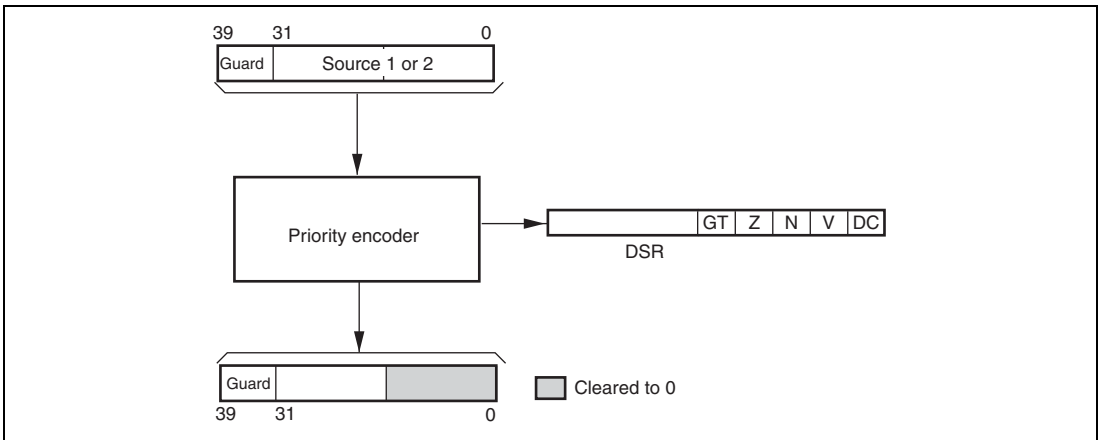 39 31 0
Guard Source 1 or 2
Priority encoder
GT Z N V DC
DSR
Guard
Cleared to 0
39 31 0